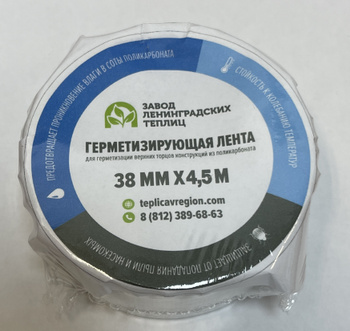 ПРЕДОТВРАЩАЕТ ПРОНИКНОВЕНИЕ ВЛАГИ В СОТЫ ПОЛИКАРБОНАТА
СТОЙКОСТЬ К КОЛЕБАНИЮ ТЕМПЕРАТУР
ЗАВОД
ЛЕНИНГРАДСКИХ
ТЕПЛИЦ
ГЕРМЕТИЗИРУЮЩАЯ ЛЕНТА
для герметизации верхних торцов конструкций из поликарбоната
38 ММ Х 4,5 М
teplicavregion.com
8 (812) 389-68-63
ЗАЩИЩАЕТ ОТ ПОПАДАНИЯ ПЫЛИ И НАСЕКОМЫХ